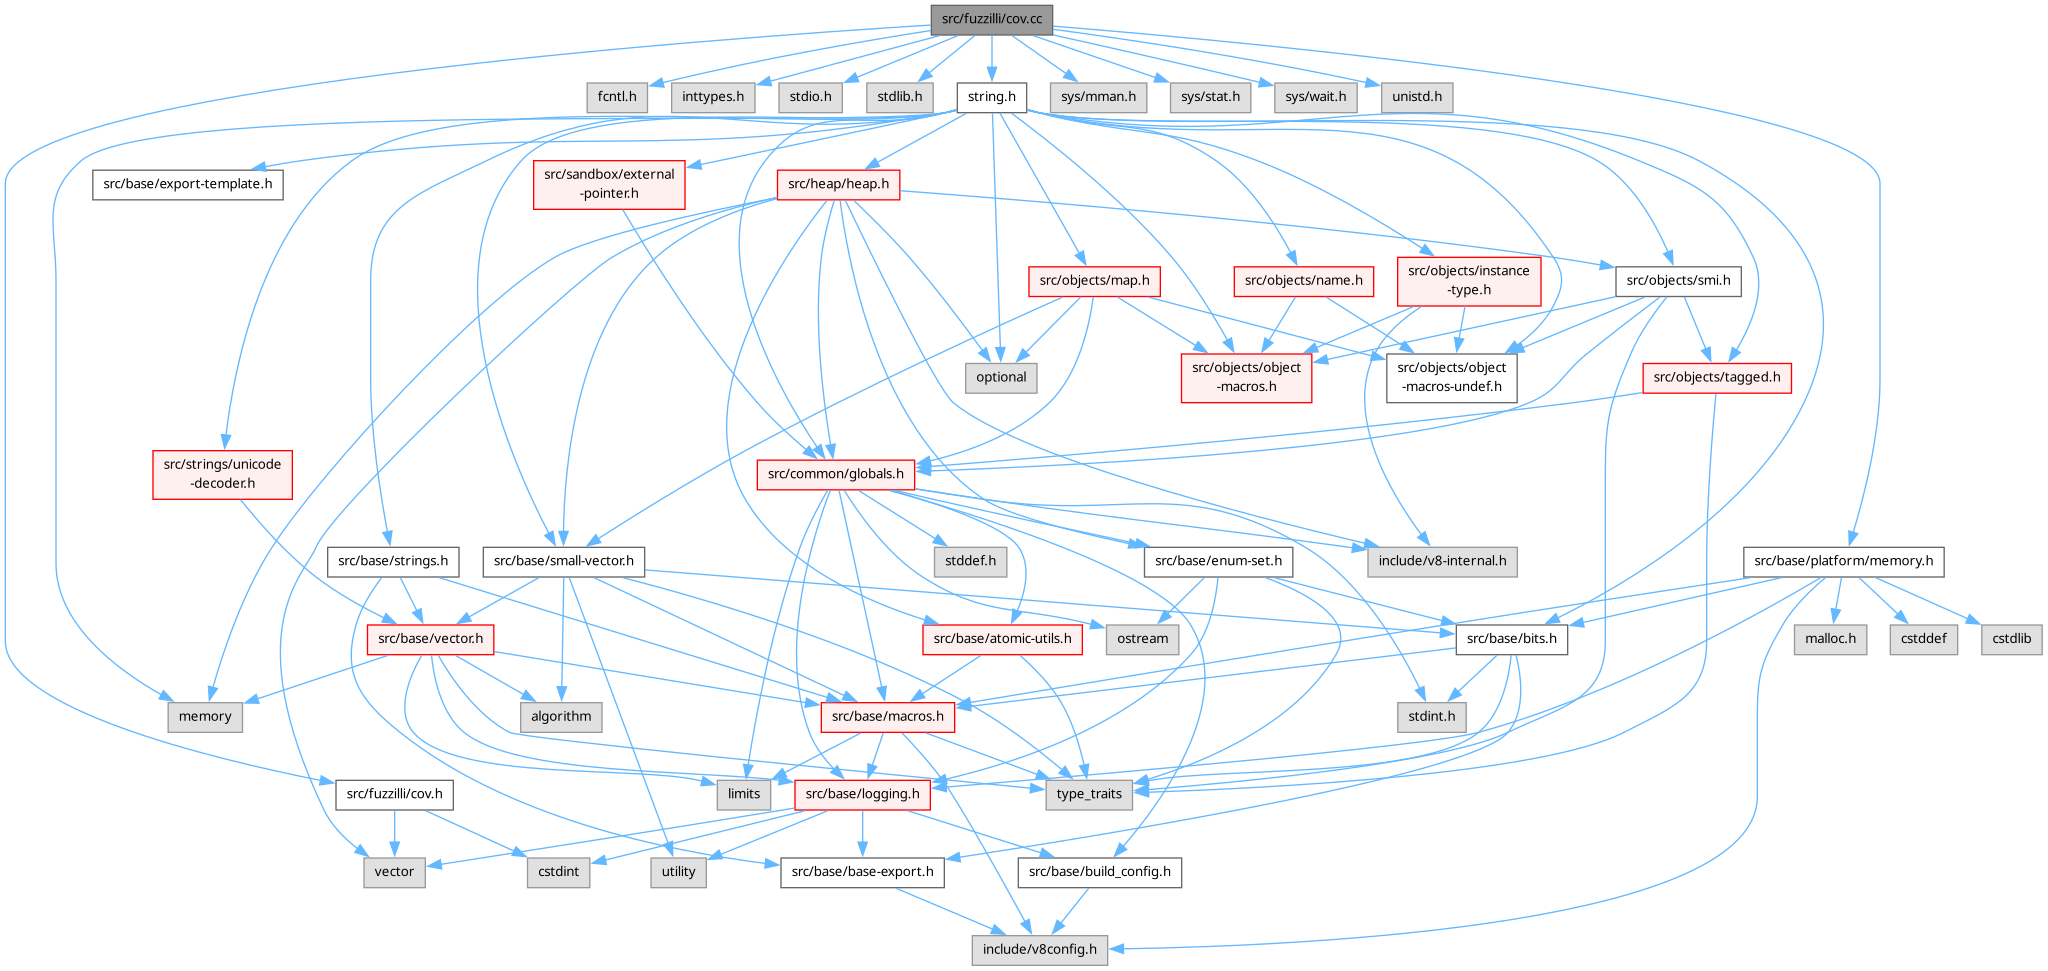 src/fuzzilli/cov.cc
fcntl.h
inttypes.h
stdio.h
stdlib.h
string.h
sys/mman.h
sys/stat.h
sys/wait.h
unistd.h
src/base/export-template.h
src/sandbox/external
-pointer.h
src/heap/heap.h
src/objects/map.h
src/objects/name.h
src/objects/instance
-type.h
src/objects/smi.h
optional
src/objects/object
-macros.h
src/objects/object
-macros-undef.h
src/objects/tagged.h
src/strings/unicode
-decoder.h
src/common/globals.h
src/base/strings.h
src/base/small-vector.h
stddef.h
src/base/enum-set.h
include/v8-internal.h
src/base/platform/memory.h
src/base/vector.h
src/base/atomic-utils.h
ostream
src/base/bits.h
malloc.h
cstddef
cstdlib
memory
algorithm
src/base/macros.h
stdint.h
src/fuzzilli/cov.h
limits
src/base/logging.h
type_traits
vector
cstdint
utility
src/base/base-export.h
src/base/build_config.h
include/v8config.h